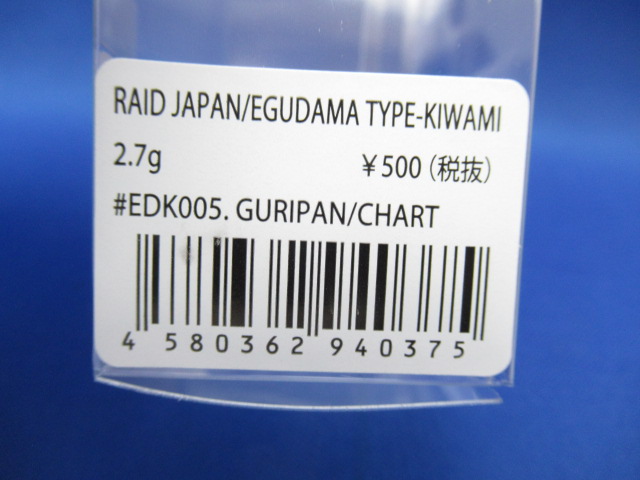 RAID JAPAN/EGUDAMA TYPE-KIWAMI
2.7g ￥500（税抜）
#EDK005. GURIPAN/CHART
4 580362 940375